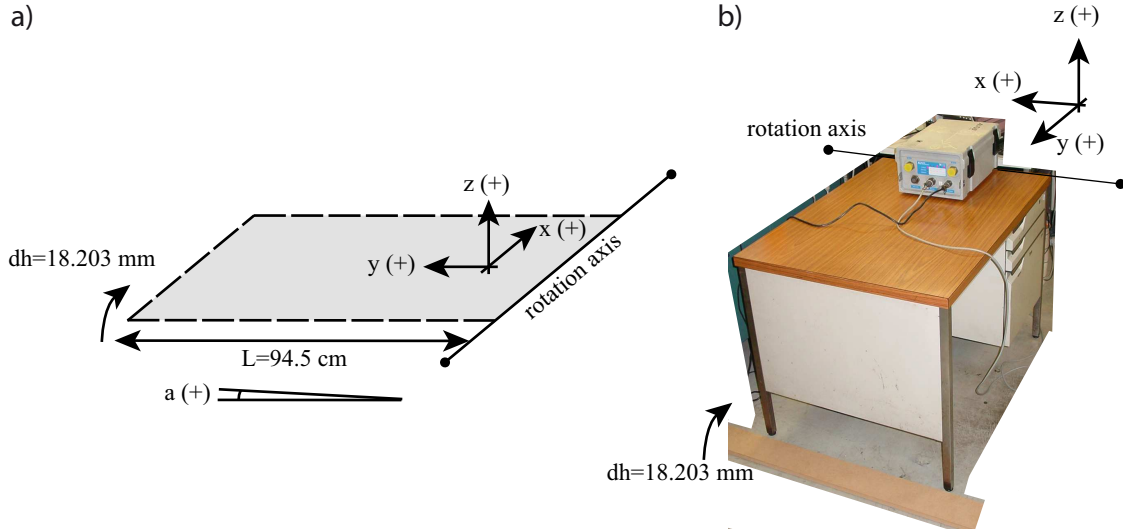 a)
z (+)
x (+)
y (+)
rotation axis
dh=18.203 mm
L=94.5 cm
a (+)
b)
z (+)
x (+)
y (+)
rotation axis
dh=18.203 mm